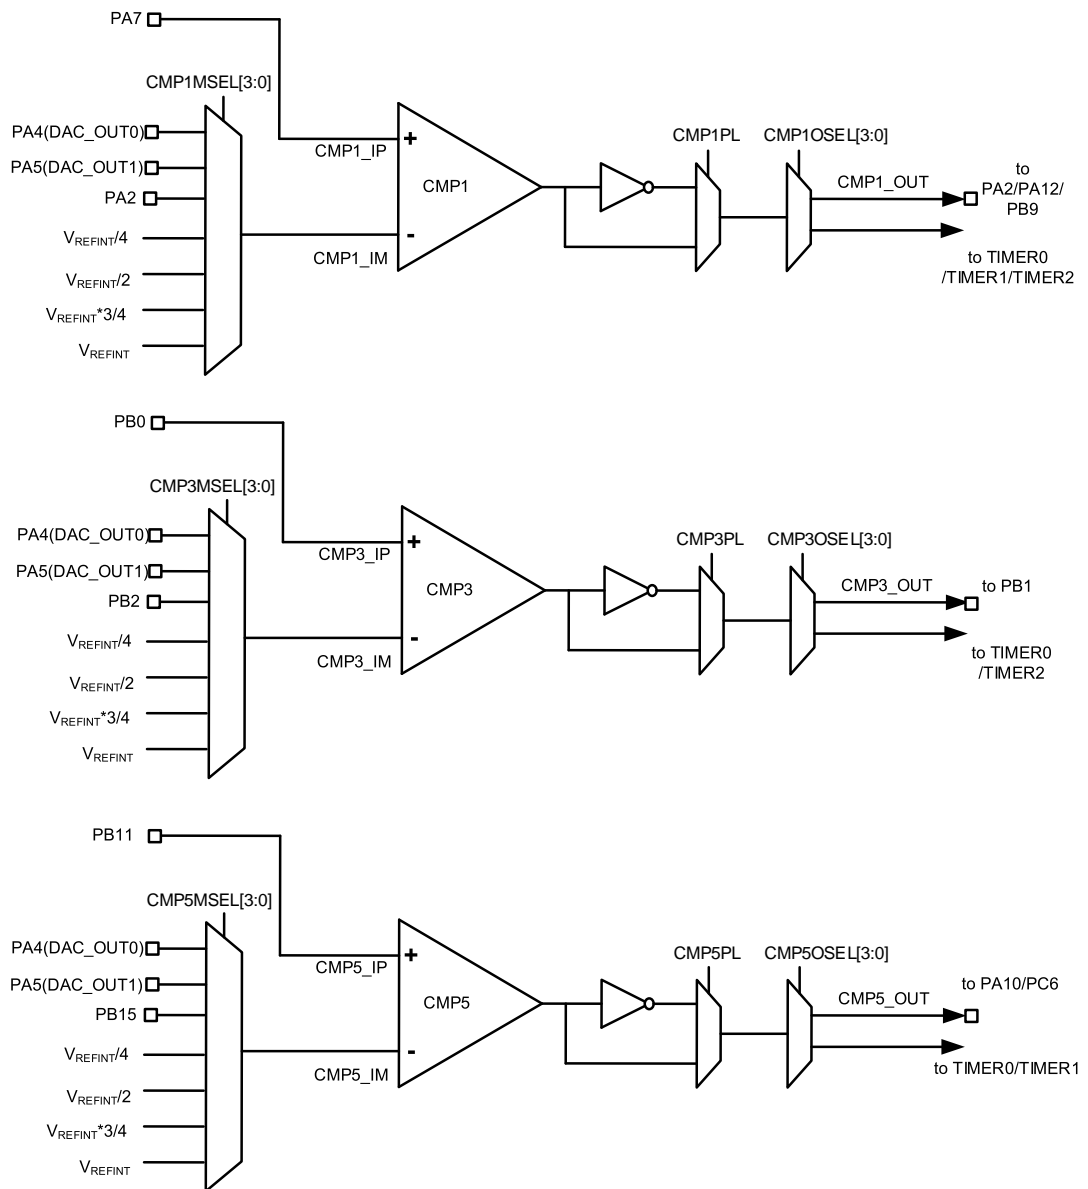 PA7
CMP1MSEL[3:0]
PA4(DAC_OUT0)
PA5(DAC_OUT1)
PA2
VREFINT/4
VREFINT/2
VREFINT*3/4
VREFINT
+
CMP1_IP
CMP1
-
CMP1_IM
CMP1PL
CMP1OSEL[3:0]
CMP1_OUT
to
PA2/PA12/
PB9
to TIMER0
/TIMER1/TIMER2
PB0
CMP3MSEL[3:0]
PA4(DAC_OUT0)
PA5(DAC_OUT1)
PB2
VREFINT/4
VREFINT/2
VREFINT*3/4
VREFINT
+
CMP3_IP
CMP3
-
CMP3_IM
CMP3PL
CMP3OSEL[3:0]
CMP3_OUT
to PB1
to TIMER0
/TIMER2
PB11
CMP5MSEL[3:0]
PA4(DAC_OUT0)
PA5(DAC_OUT1)
PB15
VREFINT/4
VREFINT/2
VREFINT*3/4
VREFINT
+
CMP5_IP
CMP5
-
CMP5_IM
CMP5PL
CMP5OSEL[3:0]
CMP5_OUT
to PA10/PC6
to TIMER0/TIMER1